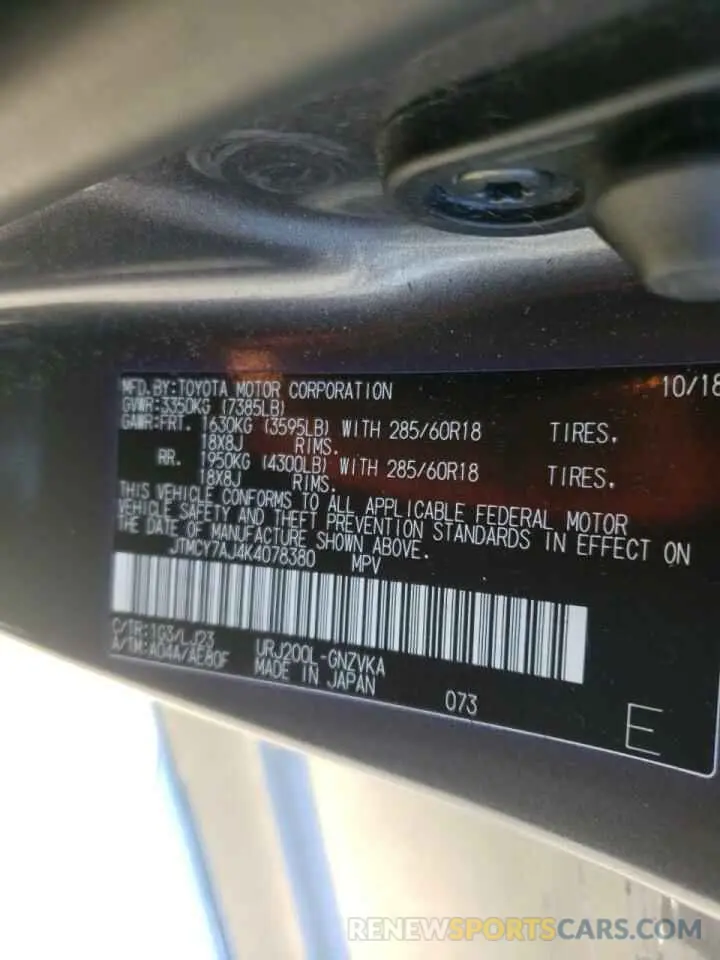 MFD.BY:TOYOTA MOTOR CORPORATION 10/18
GVWR:3350KG (7385LB)
GAWR:FRT. 1630KG (3595LB) WITH 285/60R18 TIRES.
18X8J RIMS.
RR. 1950KG (4300LB) WITH 285/60R18 TIRES.
18X8J RIMS.
THIS VEHICLE CONFORMS TO ALL APPLICABLE FEDERAL MOTOR
VEHICLE SAFETY AND THEFT PREVENTION STANDARDS IN EFFECT ON
THE DATE OF MANUFACTURE SHOWN ABOVE.
JTMCY7AJ4K4078380 MPV
C/TR:1G3/LJ23 URJ200L-GNZVKA
A/TM:A04A/AE80F MADE IN JAPAN
073
E
RENEWSPORTSCARS.COM